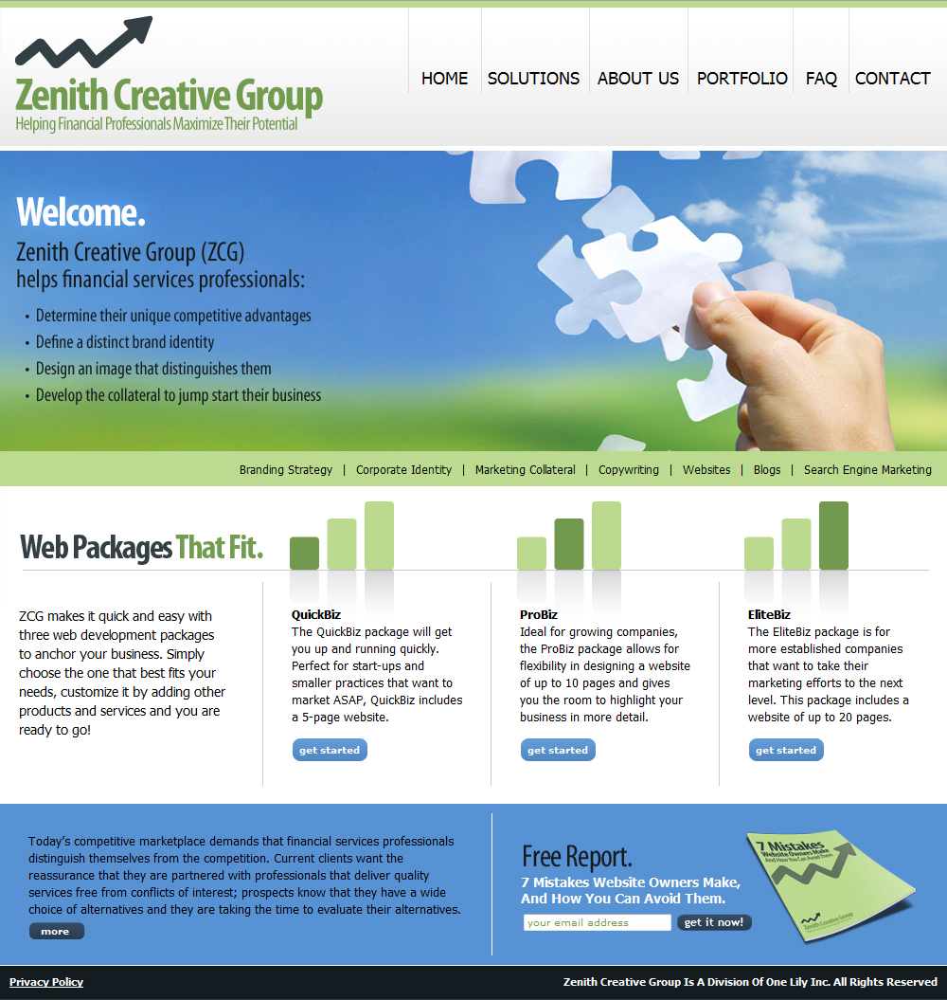 Zenith Creative Group
Helping Financial Professionals Maximize Their Potential
HOME
SOLUTIONS
ABOUT US
PORTFOLIO
FAQ
CONTACT
Welcome.
Zenith Creative Group (ZCG)
helps financial services professionals:
• Determine their unique competitive advantages
• Define a distinct brand identity
• Design an image that distinguishes them
• Develop the collateral to jump start their business
Branding Strategy | Corporate Identity | Marketing Collateral | Copywriting | Websites | Blogs | Search Engine Marketing
Web Packages That Fit.
ZCG makes it quick and easy with
three web development packages
to anchor your business. Simply
choose the one that best fits your
needs, customize it by adding other
products and services and you are
ready to go!
QuickBiz
The QuickBiz package will get
you up and running quickly.
Perfect for start-ups and
smaller practices that want to
market ASAP, QuickBiz includes
a 5-page website.
get started
ProBiz
Ideal for growing companies,
the ProBiz package allows for
flexibility in designing a website
of up to 10 pages and gives
you the room to highlight your
business in more detail.
get started
EliteBiz
The EliteBiz package is for
more established companies
that want to take their
marketing efforts to the next
level. This package includes a
website of up to 20 pages.
get started
Today's competitive marketplace demands that financial services professionals
distinguish themselves from the competition. Current clients want the
reassurance that they are partnered with professionals that deliver quality
services free from conflicts of interest; prospects know that they have a wide
choice of alternatives and they are taking the time to evaluate their alternatives.
more
Free Report.
7 Mistakes Website Owners Make,
And How You Can Avoid Them.
your email address
get it now!
7 Mistakes
Website Owners Make
And How You Can Avoid Them
Zenith Creative Group
Privacy Policy
Zenith Creative Group Is A Division Of One Lily Inc. All Rights Reserved